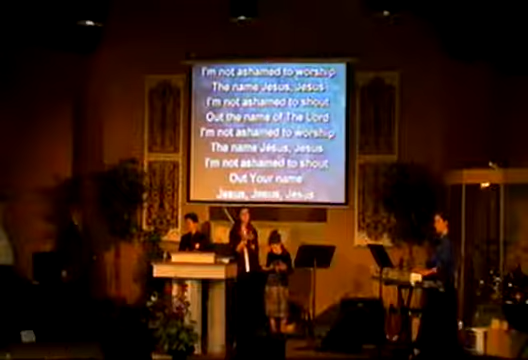 I'm not ashamed to worship
The name Jesus, Jesus
I'm not ashamed to shout
Out the name of The Lord
I'm not ashamed to worship
The name Jesus, Jesus
I'm not ashamed to shout
Out Your name
Jesus, Jesus, Jesus